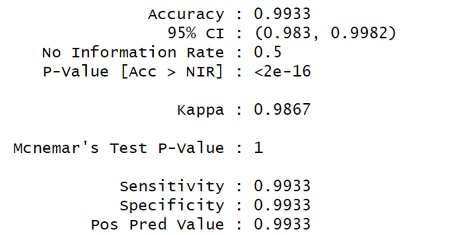 Accuracy : 0.9933
95% CI : (0.983, 0.9982)
No Information Rate : 0.5
P-Value [Acc > NIR] : <2e-16
Kappa : 0.9867
Mcnemar's Test P-Value : 1
Sensitivity : 0.9933
Specificity : 0.9933
Pos Pred Value : 0.9933